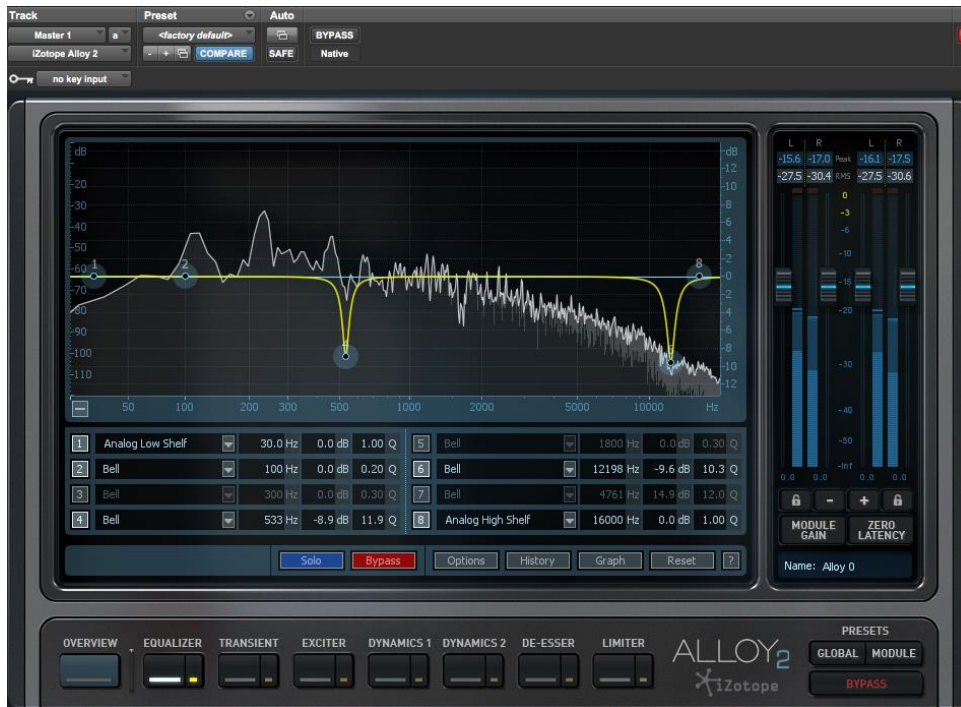 Track Preset Auto
Master 1 a <factory default> BYPASS
iZotope Alloy 2 - + COMPARE SAFE Native
no key input
L R L R
dB dB -15.6 -17.0 Peak -16.1 -17.5
-12 -27.5 -30.4 RMS -27.5 -30.6
-20 -10 0
-30 -8 -3
-40 -6 -6
-50 -4 -10
-60 1 2 -2 8 0 -15
-70 -2
-80 -4 -20
-90 -6
-100 -8 -30
-110 -10
-12
50 100 200 300 500 1000 2000 5000 10000 Hz
-40
1 Analog Low Shelf 30.0 Hz 0.0 dB 1.00 Q 5 Bell 1800 Hz 0.0 dB 0.30 Q
-50
2 Bell 100 Hz 0.0 dB 0.20 Q 6 Bell 12198 Hz -9.6 dB 10.3 Q
-Inf
0.0 0.0 0.0 0.0
3 Bell 300 Hz 0.0 dB 0.30 Q 7 Bell 4761 Hz 14.9 dB 12.0 Q
- +
4 Bell 533 Hz -8.9 dB 11.9 Q 8 Analog High Shelf 16000 Hz 0.0 dB 1.00 Q
MODULE GAIN ZERO LATENCY
Solo Bypass Options History Graph Reset ?
Name: Alloy 0
OVERVIEW EQUALIZER TRANSIENT EXCITER DYNAMICS 1 DYNAMICS 2 DE-ESSER LIMITER
ALLOY 2
iZotope
PRESETS
GLOBAL MODULE
BYPASS